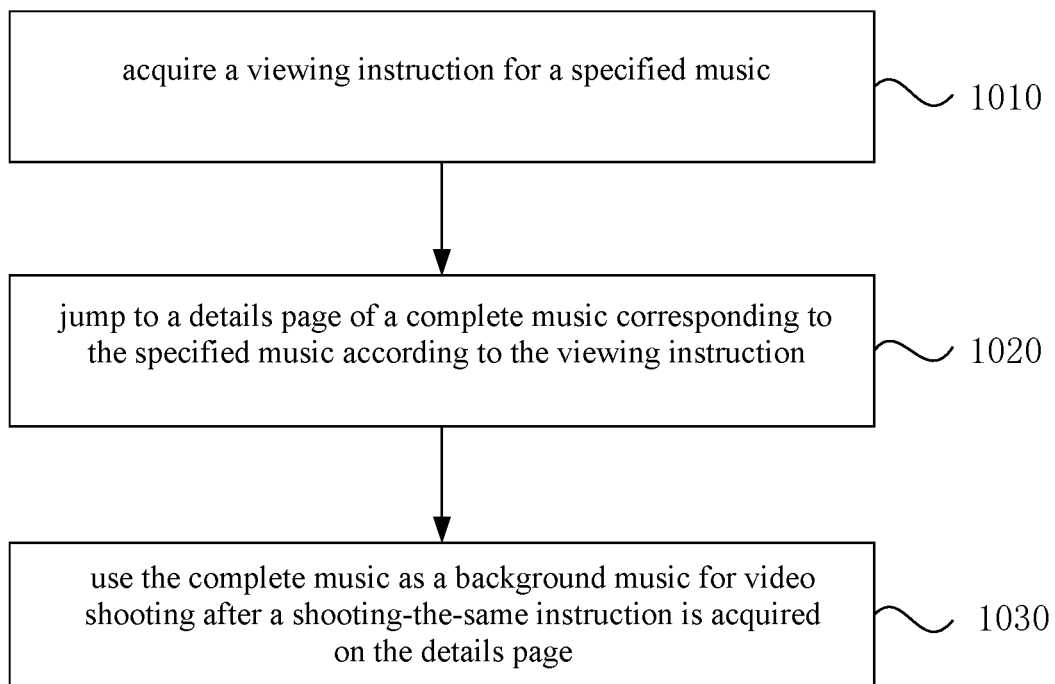 acquire a viewing instruction for a specified music
1010
jump to a details page of a complete music corresponding to
the specified music according to the viewing instruction
1020
use the complete music as a background music for video
shooting after a shooting-the-same instruction is acquired
on the details page
1030